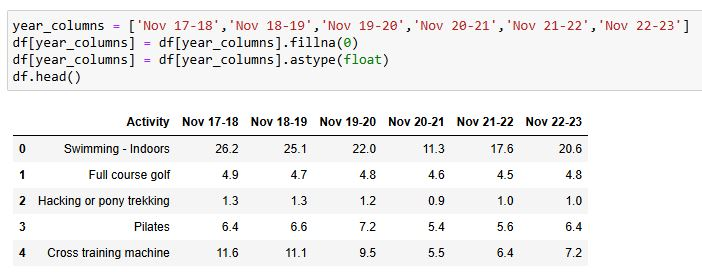 year_columns = ['Nov 17-18','Nov 18-19','Nov 19-20','Nov 20-21','Nov 21-22','Nov 22-23']
df[year_columns] = df[year_columns].fillna(0)
df[year_columns] = df[year_columns].astype(float)
df.head()
Activity Nov 17-18 Nov 18-19 Nov 19-20 Nov 20-21 Nov 21-22 Nov 22-23
0 Swimming - Indoors 26.2 25.1 22.0 11.3 17.6 20.6
1 Full course golf 4.9 4.7 4.8 4.6 4.5 4.8
2 Hacking or pony trekking 1.3 1.3 1.2 0.9 1.0 1.0
3 Pilates 6.4 6.6 7.2 5.4 5.6 6.4
4 Cross training machine 11.6 11.1 9.5 5.5 6.4 7.2